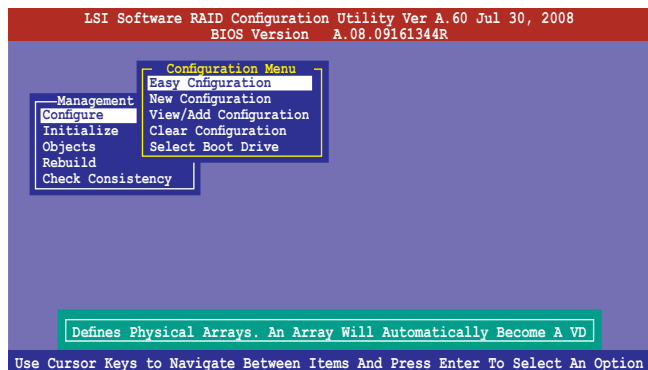 LSI Software RAID Configuration Utility Ver A.60 Jul 30, 2008
BIOS Version A.08.09161344R
Configuration Menu
Easy Cnfiguration
New Configuration
View/Add Configuration
Clear Configuration
Select Boot Drive
Management
Configure
Initialize
Objects
Rebuild
Check Consistency
Defines Physical Arrays. An Array Will Automatically Become A VD
Use Cursor Keys to Navigate Between Items And Press Enter To Select An Option